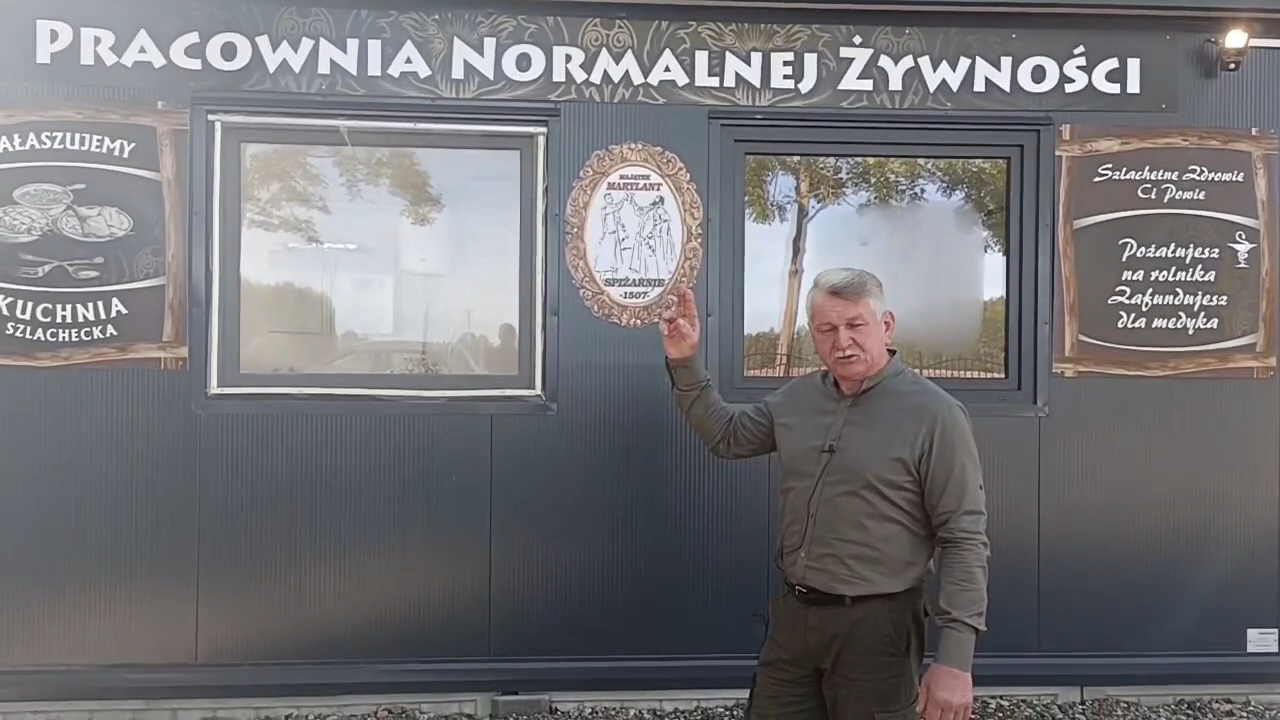 PRACOWNIA NORMALNEJ ŻYWNOŚCI
AŁASZUJEMY
KUCHNIA
SZLACHECKA
MAJĄTEK
MARYLANT
SPIŻARNIE
-1507-
Szlachetne Zdrowie
Ci Powie
Pożałujesz
na rolnika
Zafundujesz
dla medyka